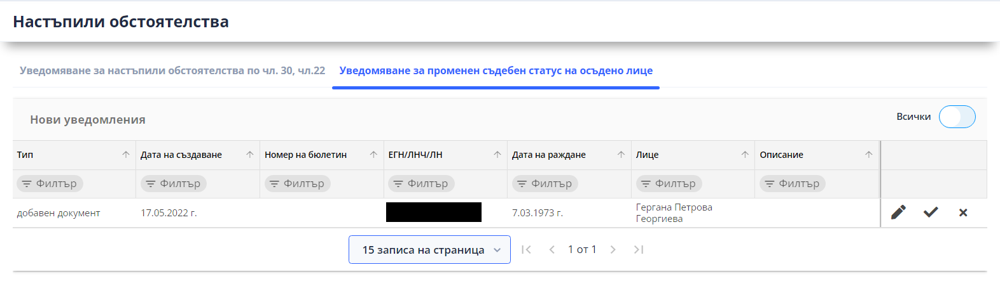 Настъпили обстоятелства
Уведомяване за настъпили обстоятелства по чл. 30, чл.22 Уведомяване за променен съдебен статус на осъдено лице
Нови уведомления Всички
Тип Дата на създаване Номер на бюлетин ЕГН/ЛНЧ/ЛН Дата на раждане Лице Описание
Филтър Филтър Филтър Филтър Филтър Филтър Филтър
добавен документ 17.05.2022 г. 7.03.1973 г. Гергана Петрова
Георгиева
15 записа на страница 1 от 1